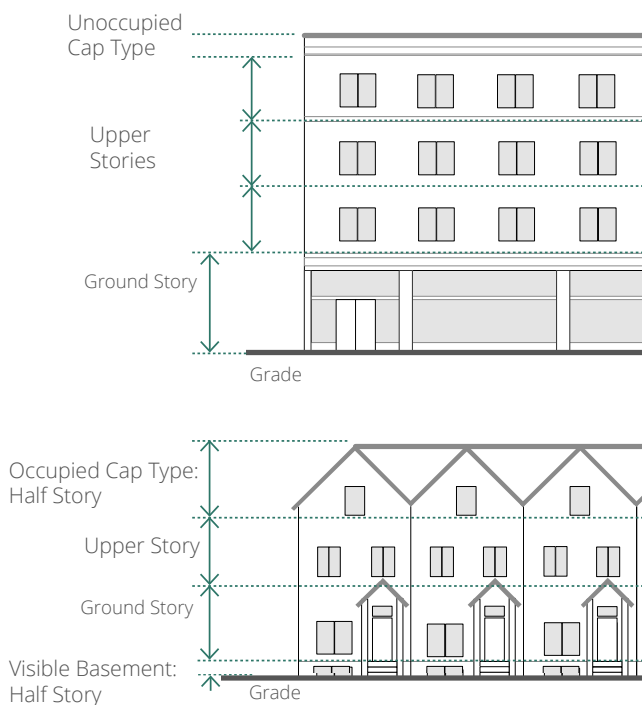 Unoccupied
Cap Type
Upper
Stories
Ground Story
Grade
Occupied Cap Type:
Half Story
Upper Story
Ground Story
Visible Basement:
Half Story
Grade